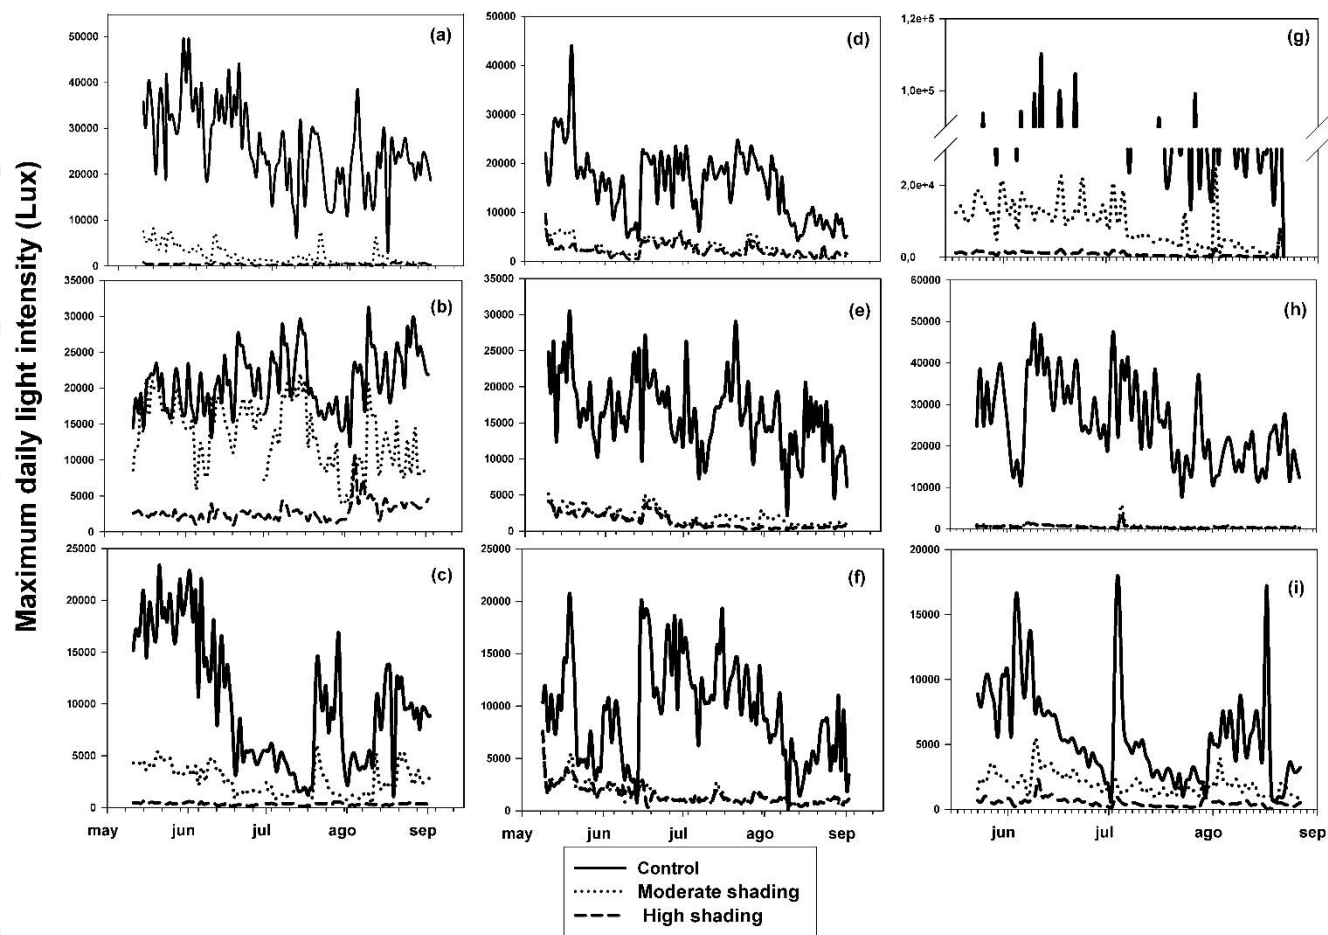 Maximum daily light intensity (Lux)
(a)
50000
40000
30000
20000
10000
0
(d)
50000
40000
30000
20000
10000
0
(g)
1,2e+5
1,0e+5
2,0e+4
0,0
(b)
35000
30000
25000
20000
15000
10000
5000
0
(e)
35000
30000
25000
20000
15000
10000
5000
0
(h)
60000
50000
40000
30000
20000
10000
0
(c)
25000
20000
15000
10000
5000
0
may jun jul ago sep
(f)
25000
20000
15000
10000
5000
0
may jun jul ago sep
(i)
20000
15000
10000
5000
0
jun jul ago sep
Control
Moderate shading
High shading